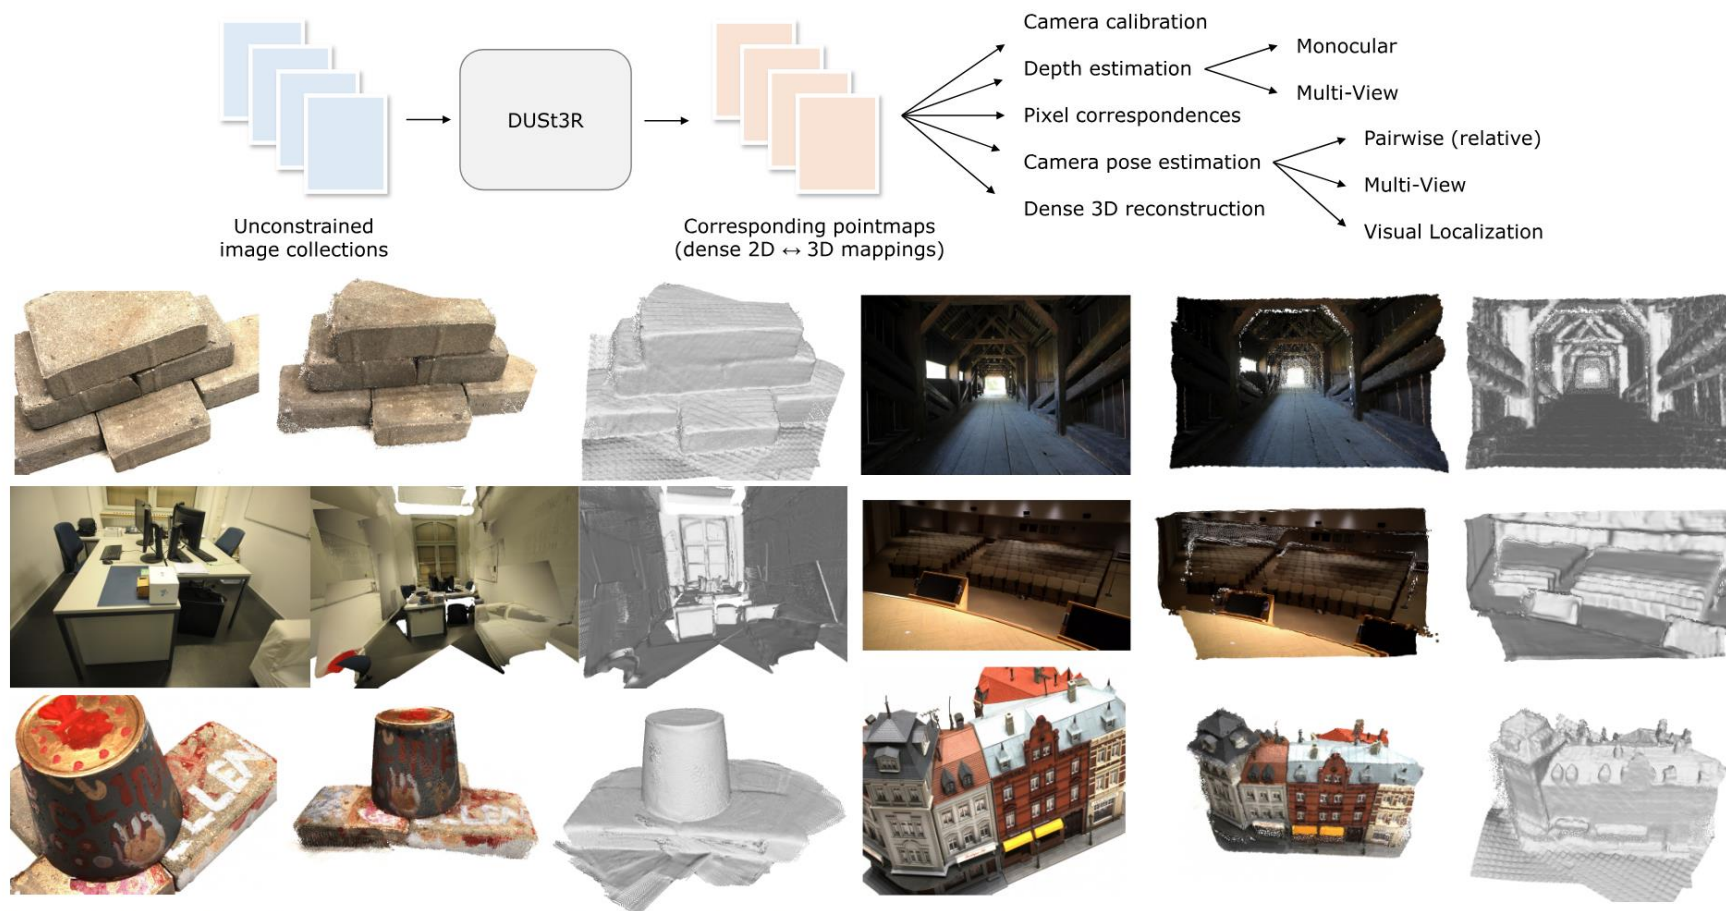 Unconstrained
image collections
DUSt3R
Corresponding pointmaps
(dense 2D ↔ 3D mappings)
Camera calibration
Depth estimation
Monocular
Multi-View
Pixel correspondences
Camera pose estimation
Pairwise (relative)
Multi-View
Visual Localization
Dense 3D reconstruction
LLEN